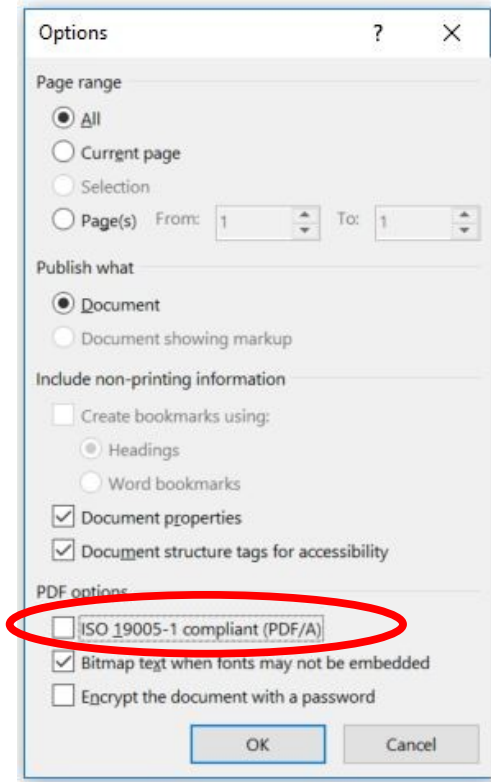 Options ?
Page range
All
Current page
Selection
Page(s) From: 1 To: 1
Publish what
Document
Document showing markup
Include non-printing information
Create bookmarks using:
Headings
Word bookmarks
Document properties
Document structure tags for accessibility
PDF options
ISO 19005-1 compliant (PDF/A)
Bitmap text when fonts may not be embedded
Encrypt the document with a password
OK Cancel